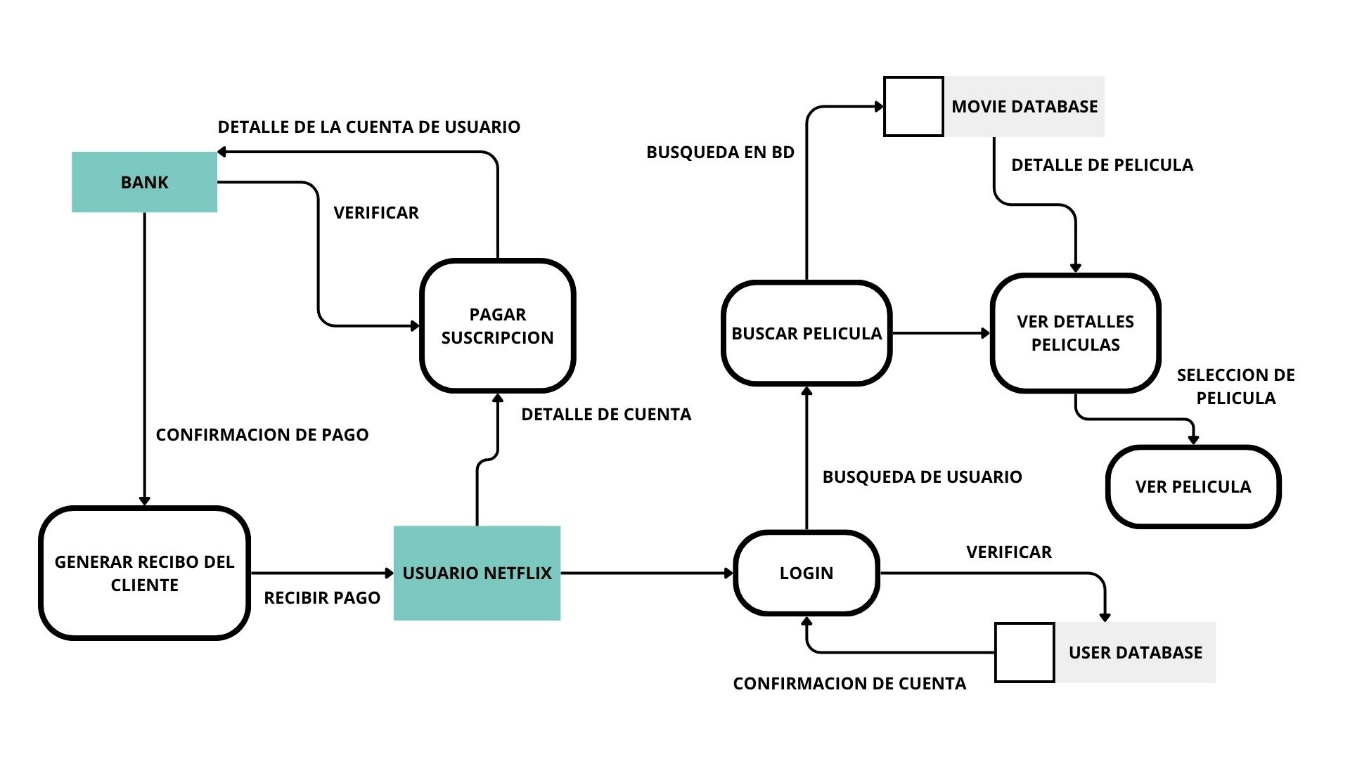 MOVIE DATABASE
DETALLE DE LA CUENTA DE USUARIO
BUSQUEDA EN BD
DETALLE DE PELICULA
BANK
VERIFICAR
PAGAR
SUSCRIPCION
BUSCAR PELICULA
VER DETALLES
PELICULAS
SELECCION DE
PELICULA
DETALLE DE CUENTA
CONFIRMACION DE PAGO
BUSQUEDA DE USUARIO
VER PELICULA
GENERAR RECIBO DEL
CLIENTE
RECIBIR PAGO
USUARIO NETFLIX
LOGIN
VERIFICAR
USER DATABASE
CONFIRMACION DE CUENTA